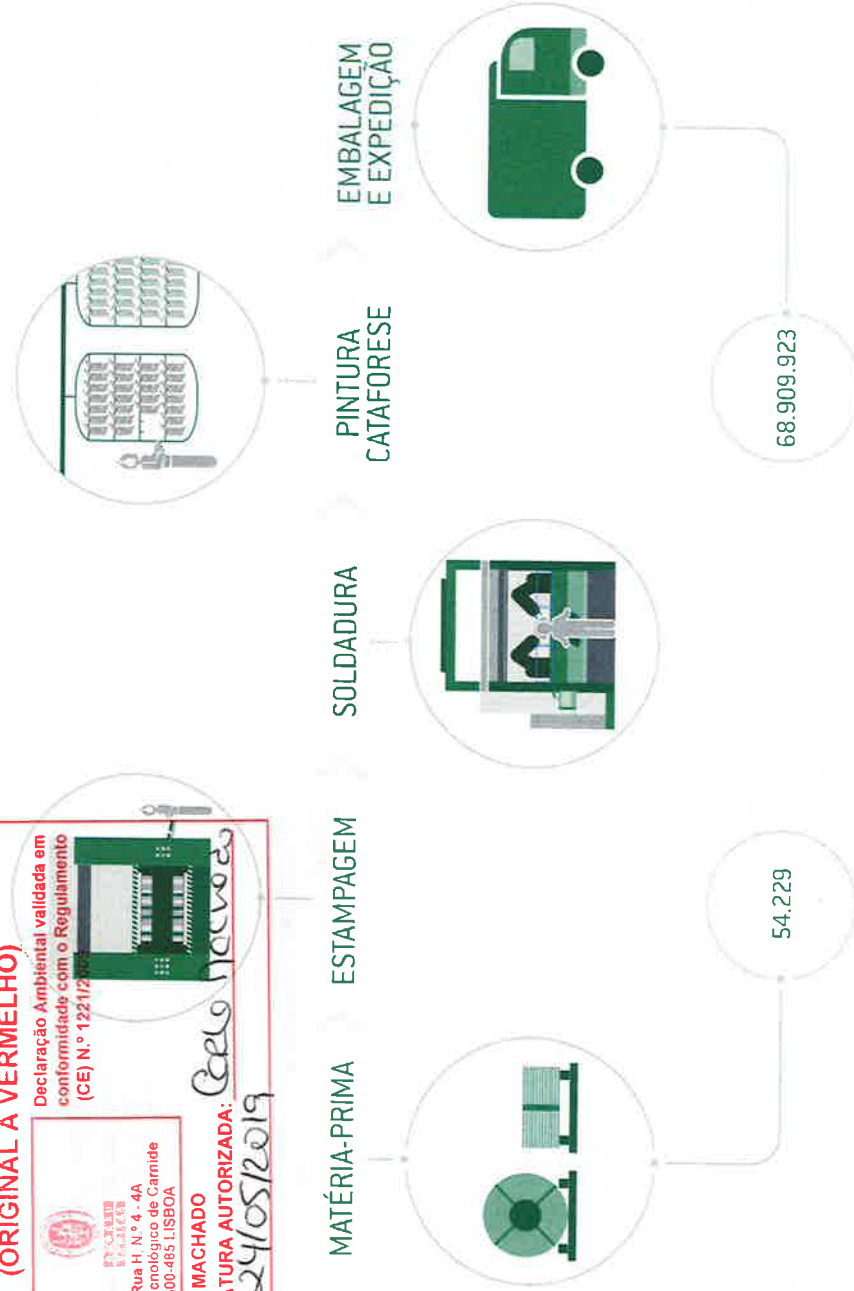 (ORIGINAL A VERMELHO)
Declaração Ambiental validada em
conformidade com o Regulamento
(CE) N.º 1221/2009
Rua H, N.º 4 - 4A
cnológico de Carnide
00-485 LISBOA
MACHADO
TURA AUTORIZADA:
24/05/2019
MATÉRIA-PRIMA
ESTAMPAGEM
SOLDADURA
PINTURA
CATAFORESE
EMBALAGEM
E EXPEDIÇÃO
54.229
68.909.923